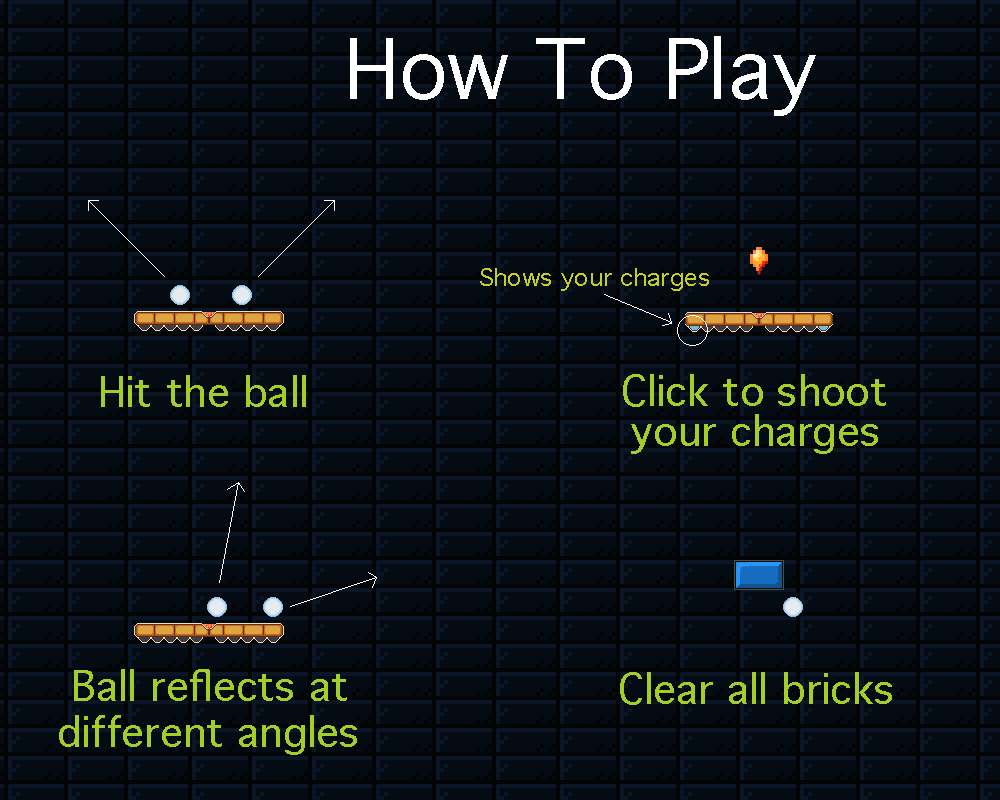 How To Play
Shows your charges
Hit the ball
Click to shoot
your charges
Ball reflects at
different angles
Clear all bricks